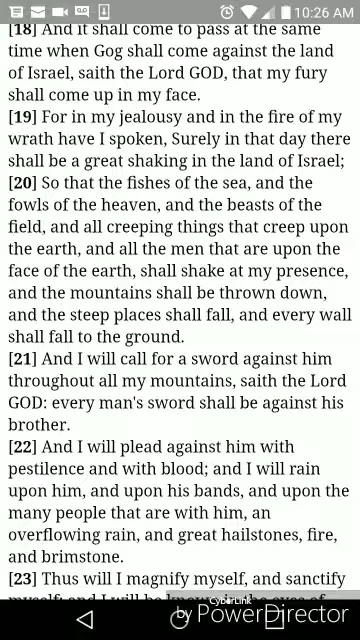 10:26 AM
[18] And it shall come to pass at the same
time when Gog shall come against the land
of Israel, saith the Lord GOD, that my fury
shall come up in my face.
[19] For in my jealousy and in the fire of my
wrath have I spoken, Surely in that day there
shall be a great shaking in the land of Israel;
[20] So that the fishes of the sea, and the
fowls of the heaven, and the beasts of the
field, and all creeping things that creep upon
the earth, and all the men that are upon the
face of the earth, shall shake at my presence,
and the mountains shall be thrown down,
and the steep places shall fall, and every wall
shall fall to the ground.
[21] And I will call for a sword against him
throughout all my mountains, saith the Lord
GOD: every man's sword shall be against his
brother.
[22] And I will plead against him with
pestilence and with blood; and I will rain
upon him, and upon his bands, and upon the
many people that are with him, an
overflowing rain, and great hailstones, fire,
and brimstone.
[23] Thus will I magnify myself, and sanctify
myself; and I will be
CyberLink
by PowerDirector